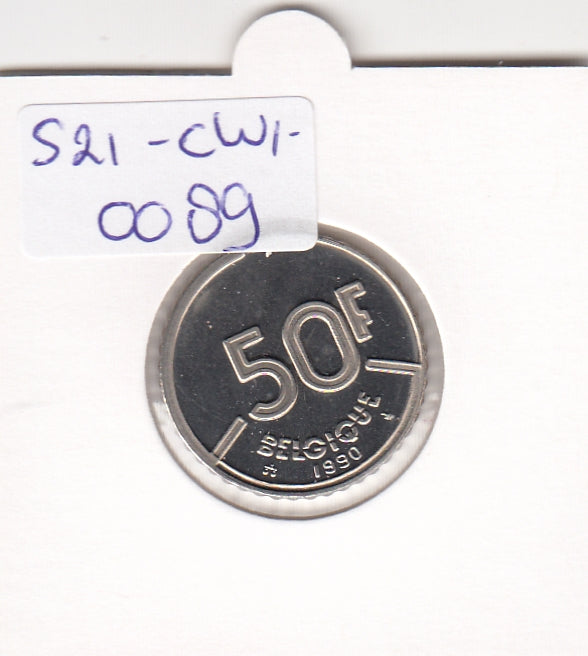 S21 - CW1-
0089
50F
BELGIQUE
1990